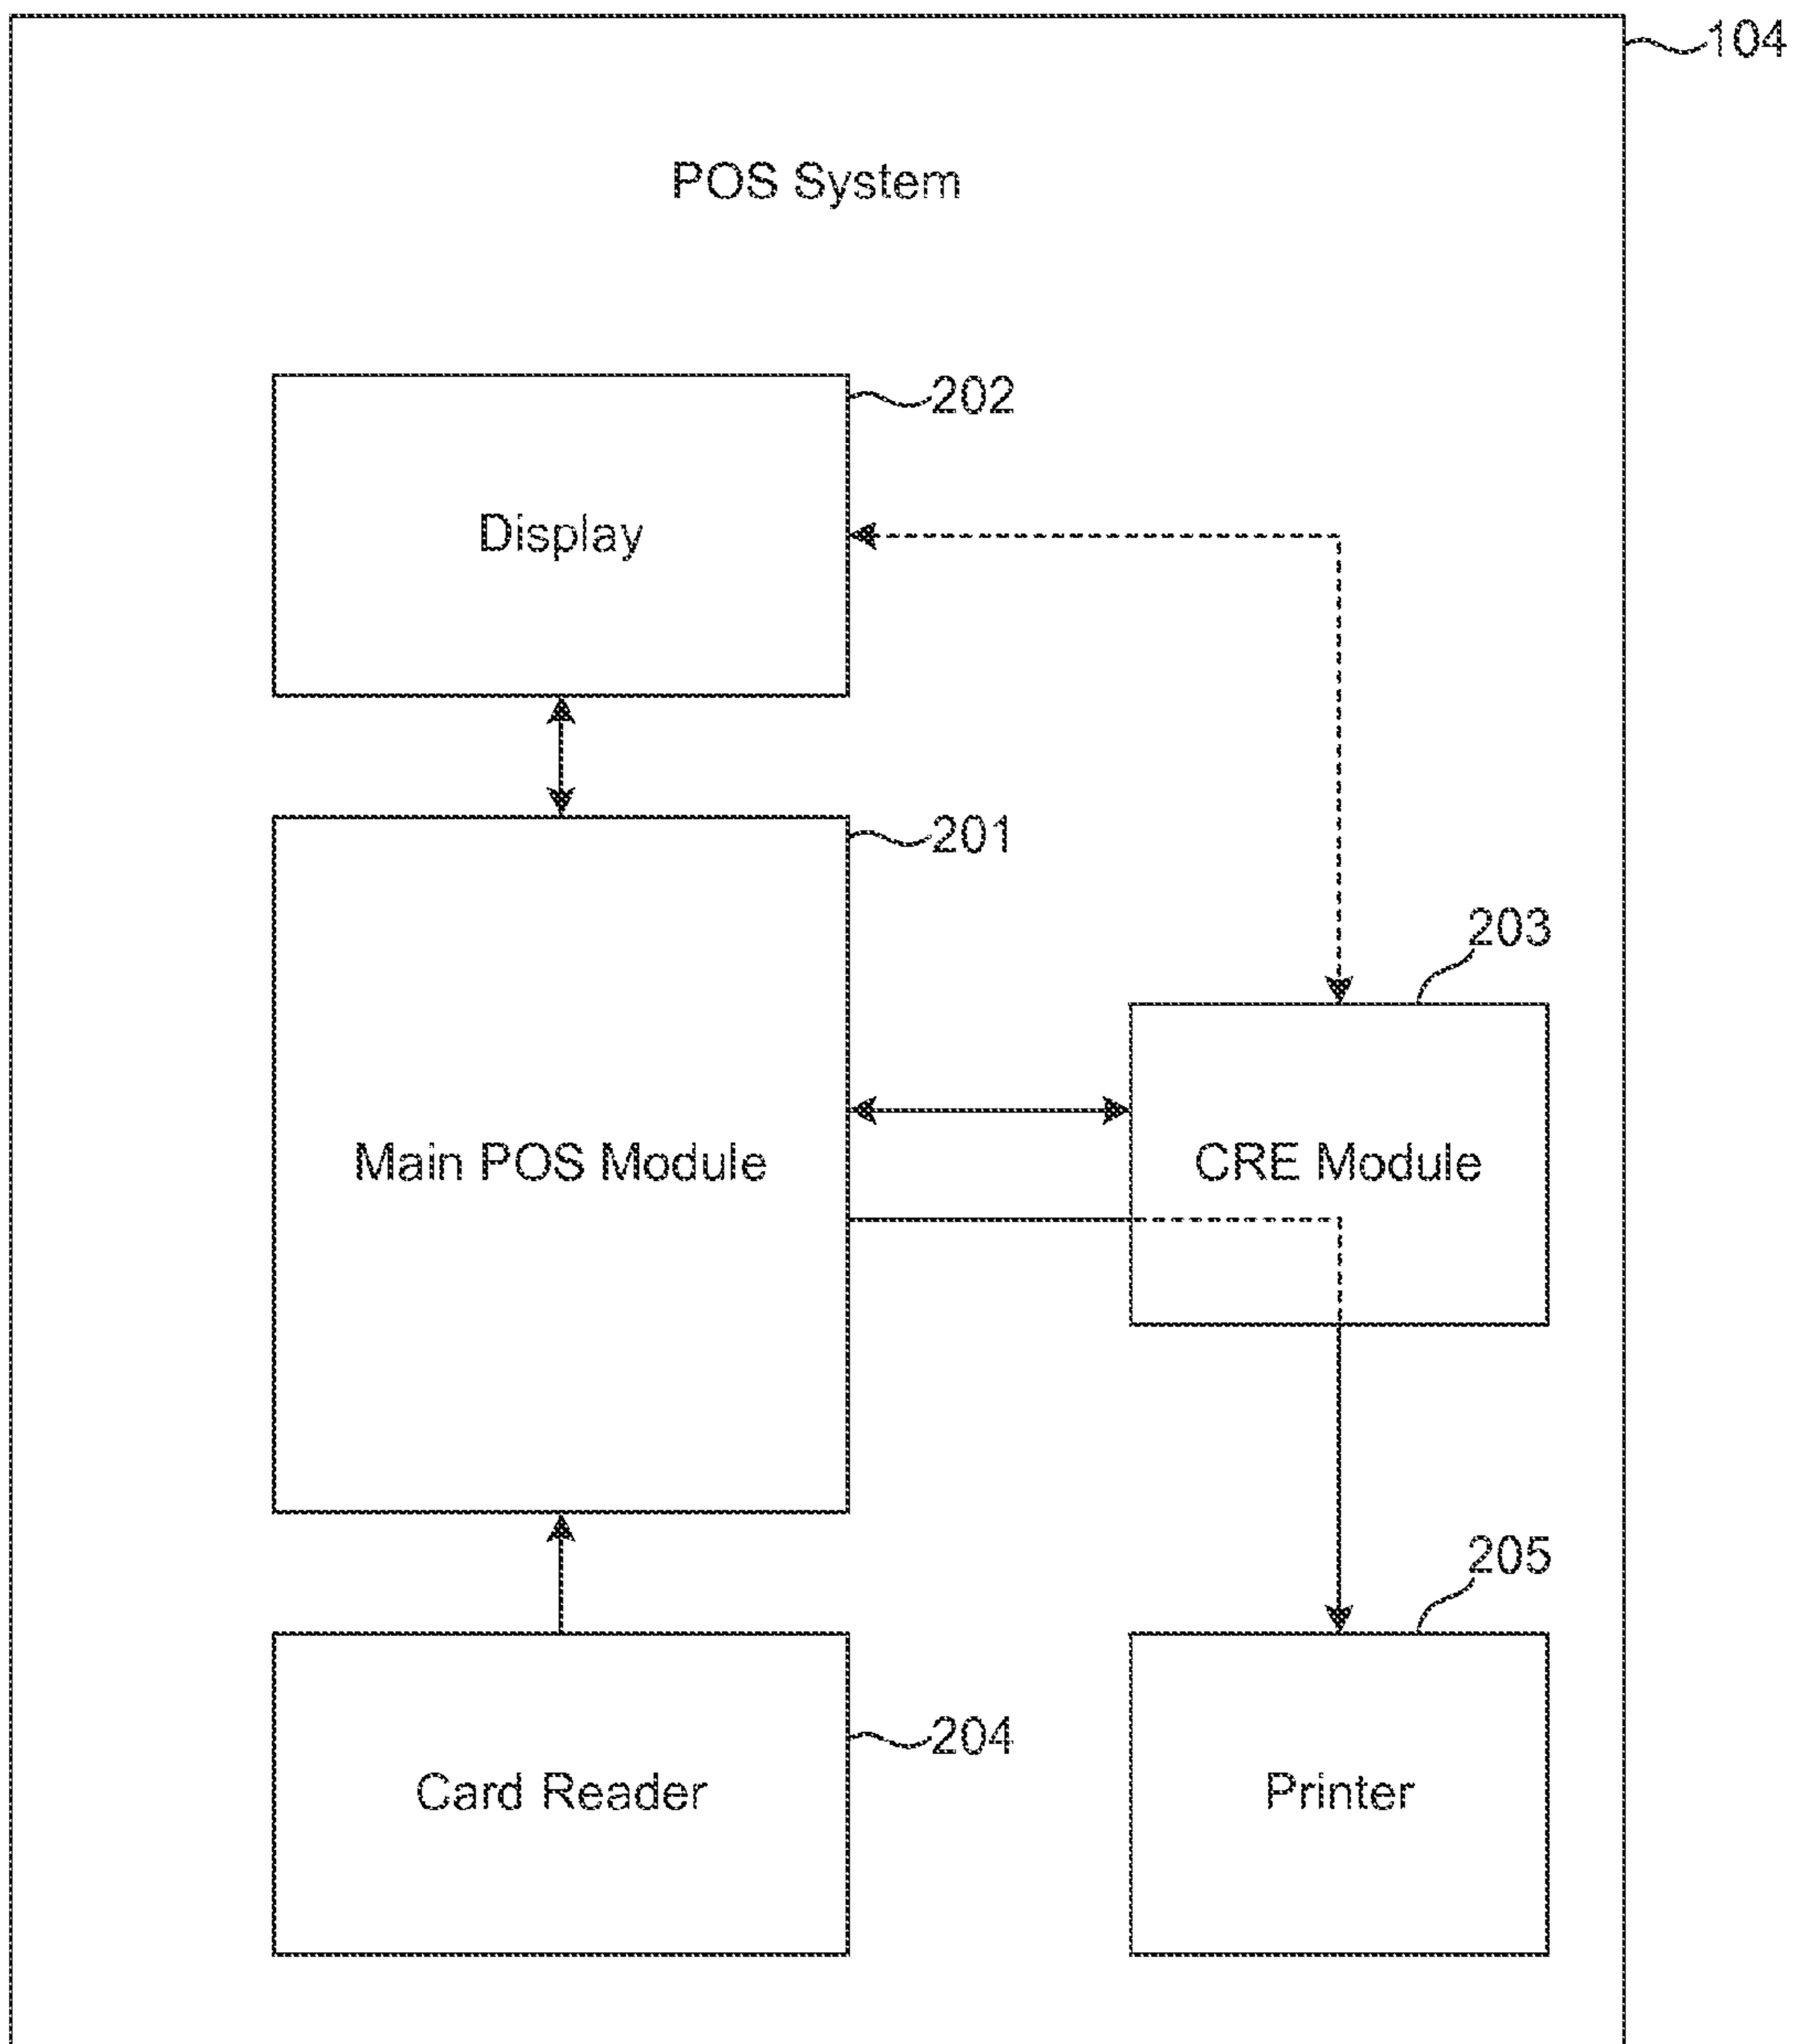 104
POS System
202
Display
201
203
Main POS Module
CRE Module
205
204
Card Reader
Printer